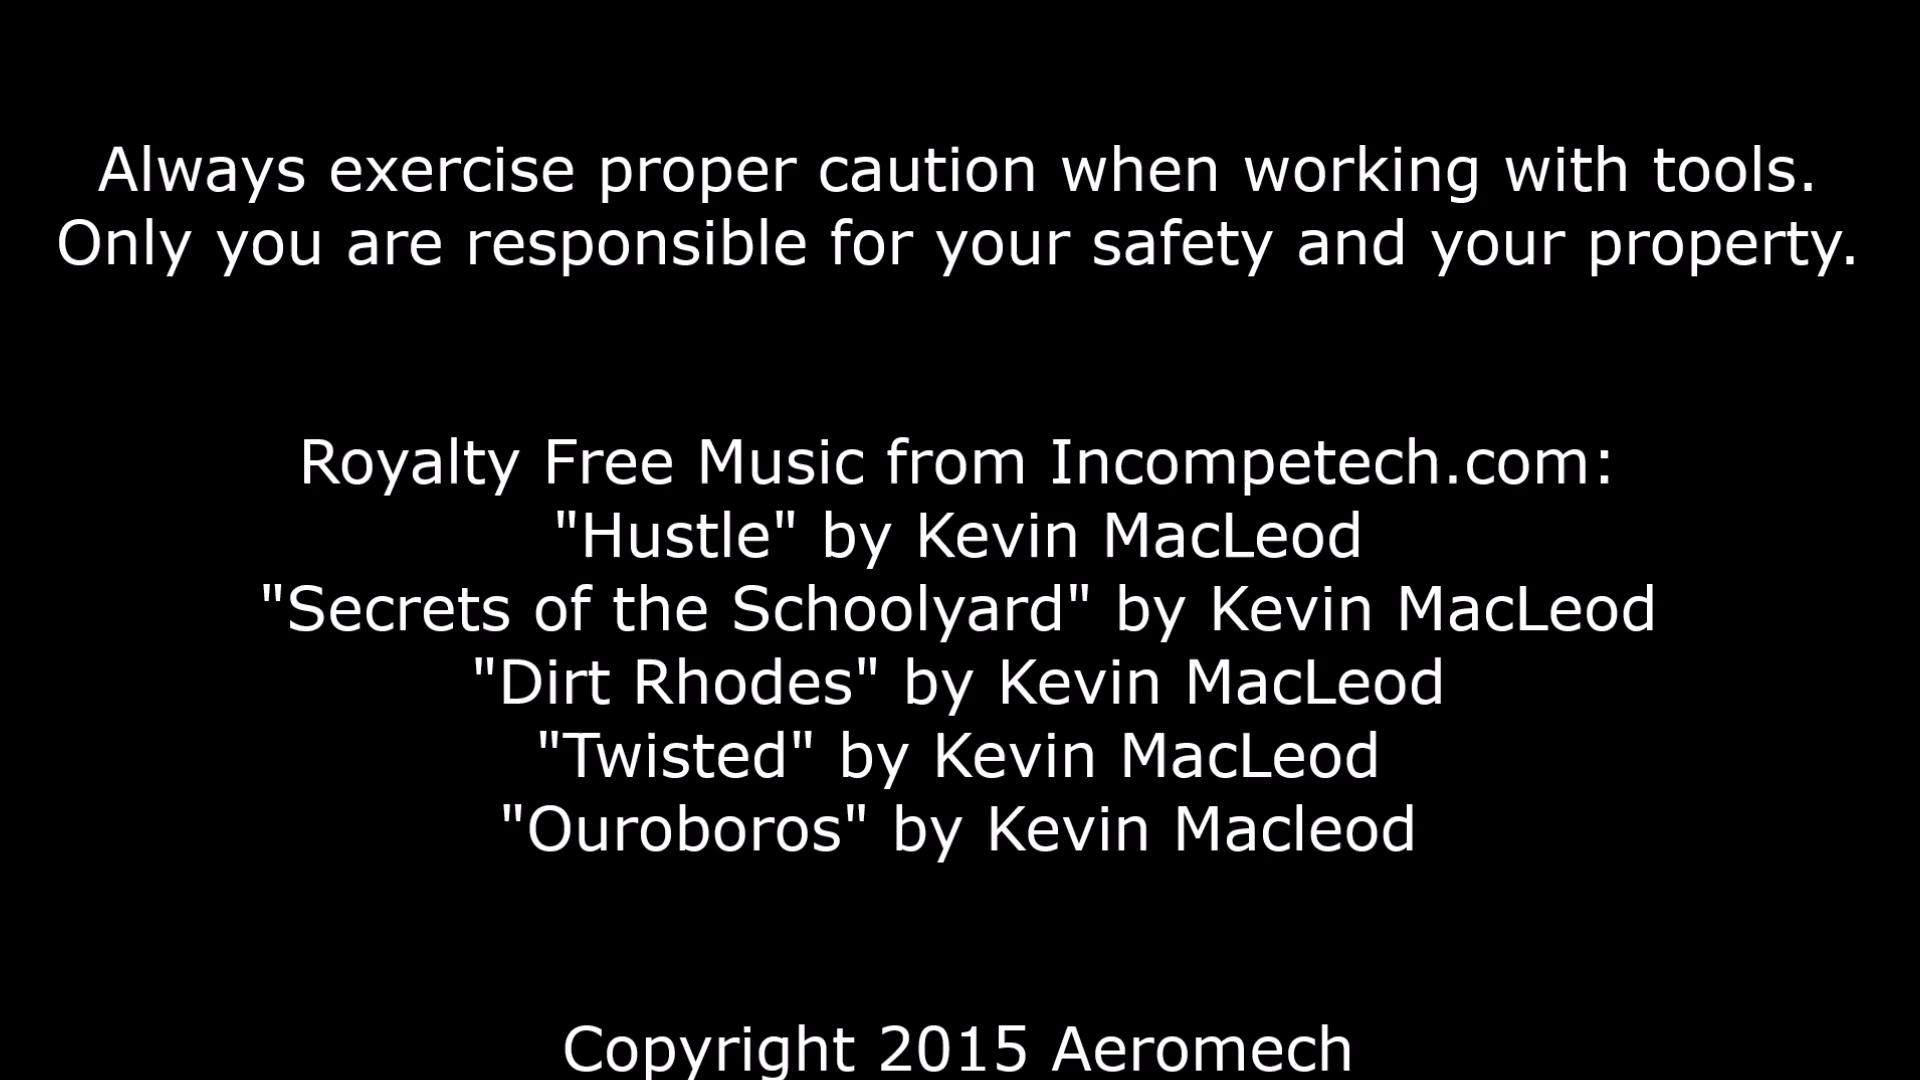 Always exercise proper caution when working with tools.
Only you are responsible for your safety and your property.
Royalty Free Music from Incompetech.com:
"Hustle" by Kevin MacLeod
"Secrets of the Schoolyard" by Kevin MacLeod
"Dirt Rhodes" by Kevin MacLeod
"Twisted" by Kevin MacLeod
"Ouroboros" by Kevin Macleod
Copyright 2015 Aeromech